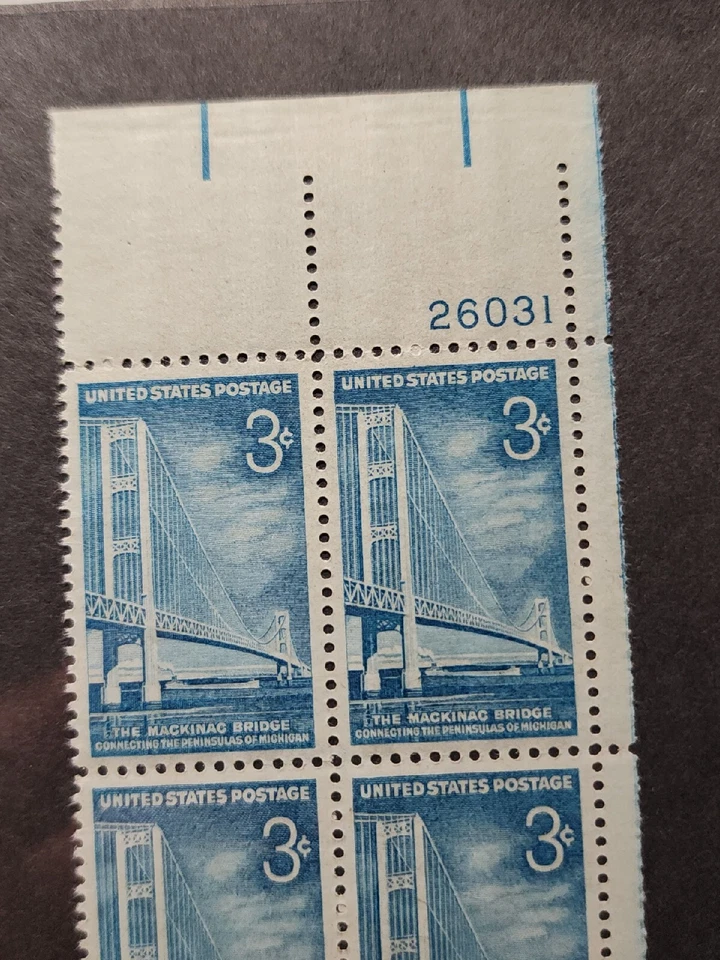 26031
UNITED STATES POSTAGE
3¢
THE MACKINAC BRIDGE
CONNECTING THE PENINSULAS OF MICHIGAN
UNITED STATES POSTAGE
3¢
THE MACKINAC BRIDGE
CONNECTING THE PENINSULAS OF MICHIGAN
UNITED STATES POSTAGE
3¢
UNITED STATES POSTAGE
3¢